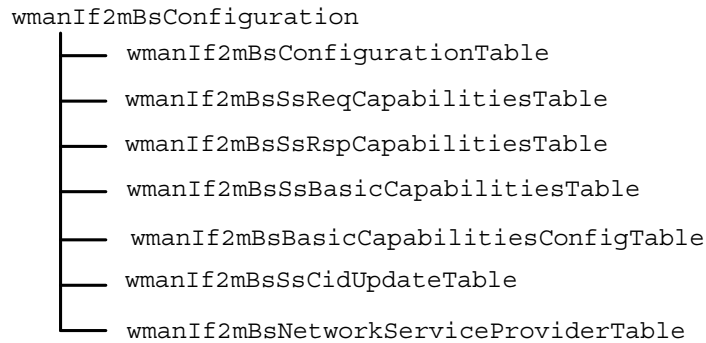 wmanIf2mBsConfiguration
wmanIf2mBsConfigurationTable
wmanIf2mBsSsReqCapabilitiesTable
wmanIf2mBsSsRspCapabilitiesTable
wmanIf2mBsSsBasicCapabilitiesTable
wmanIf2mBsBasicCapabilitiesConfigTable
wmanIf2mBsSsCidUpdateTable
wmanIf2mBsNetworkServiceProviderTable